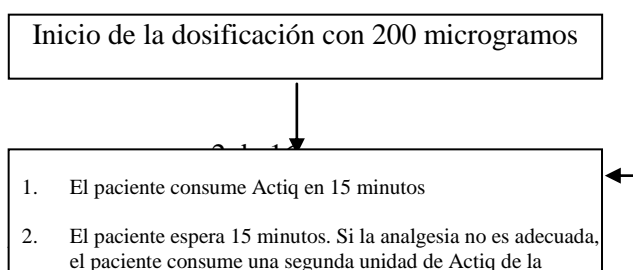 Inicio de la dosificación con 200 microgramos
1. El paciente consume Actiq en 15 minutos
2. El paciente espera 15 minutos. Si la analgesia no es adecuada,
el paciente consume una segunda unidad de Actiq de la